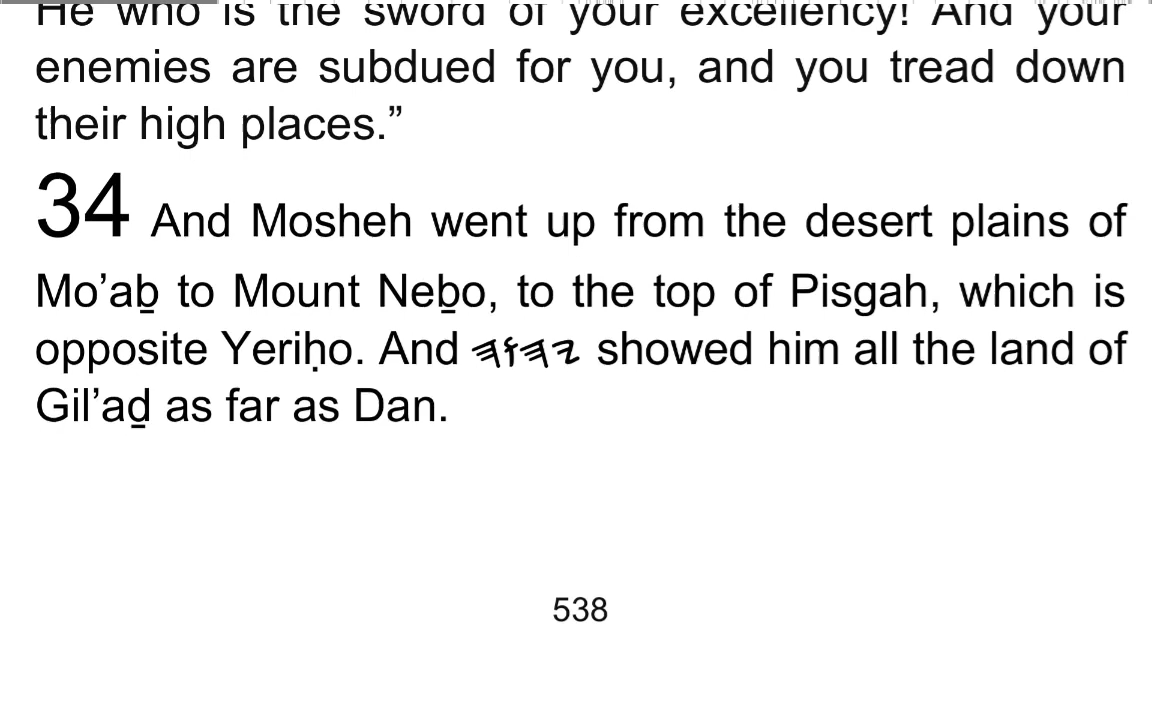 He who is the sword of your excellency! And your
enemies are subdued for you, and you tread down
their high places.”
34 And Mosheh went up from the desert plains of
Mo’aḇ to Mount Neḇo, to the top of Pisgah, which is
opposite Yeriḥo. And 𐤉𐤄𐤅𐤄 showed him all the land of
Gil’aḏ as far as Dan.
538